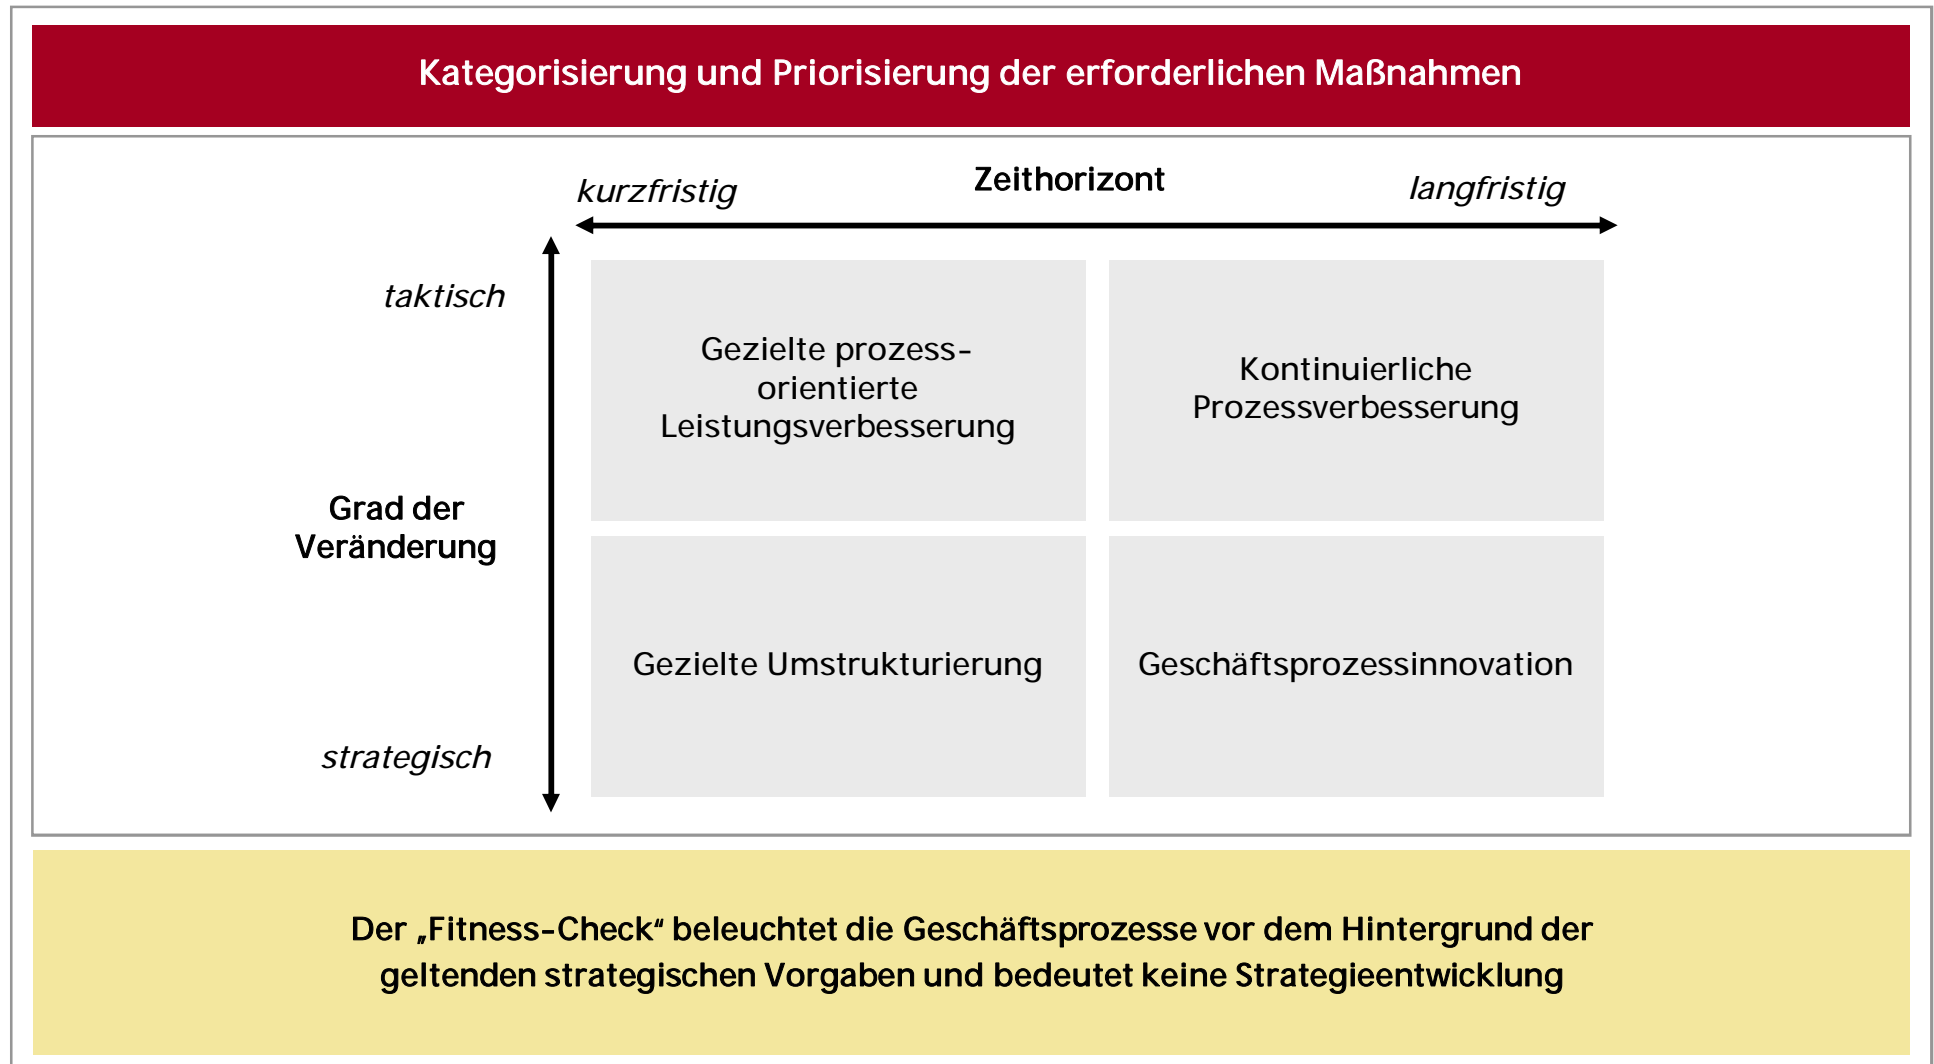 Kategorisierung und Priorisierung der erforderlichen Maßnahmen
kurzfristig
Zeithorizont
langfristig
taktisch
Gezielte prozess-
orientierte
Leistungsverbesserung
Kontinuierliche
Prozessverbesserung
Grad der
Veränderung
Gezielte Umstrukturierung
Geschäftsprozessinnovation
strategisch
Der „Fitness-Check“ beleuchtet die Geschäftsprozesse vor dem Hintergrund der
geltenden strategischen Vorgaben und bedeutet keine Strategieentwicklung